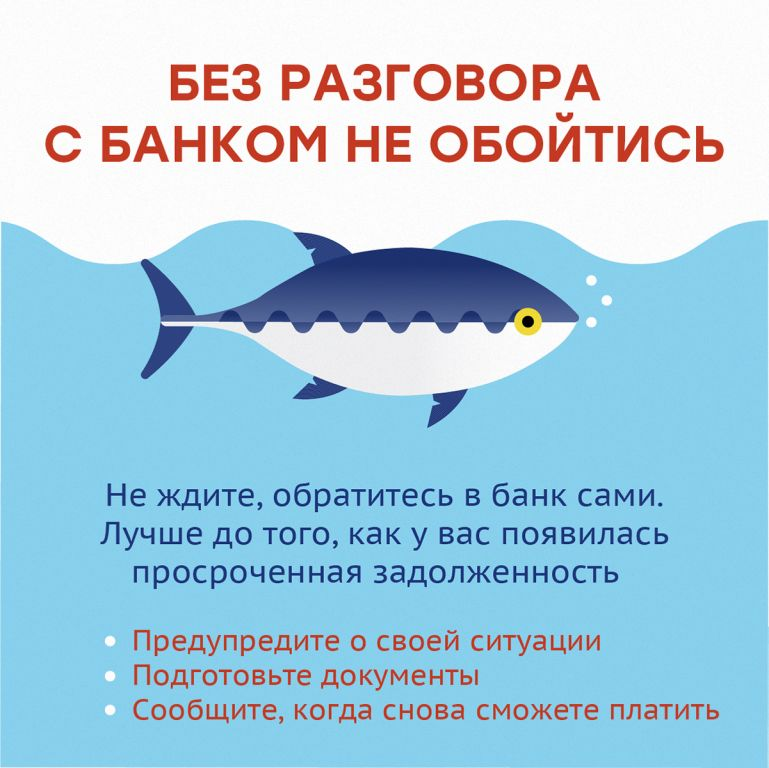 БЕЗ РАЗГОВОРА
С БАНКОМ НЕ ОБОЙТИСЬ
Не ждите, обратитесь в банк сами.
Лучше до того, как у вас появилась
просроченная задолженность
• Предупредите о своей ситуации
• Подготовьте документы
• Сообщите, когда снова сможете платить